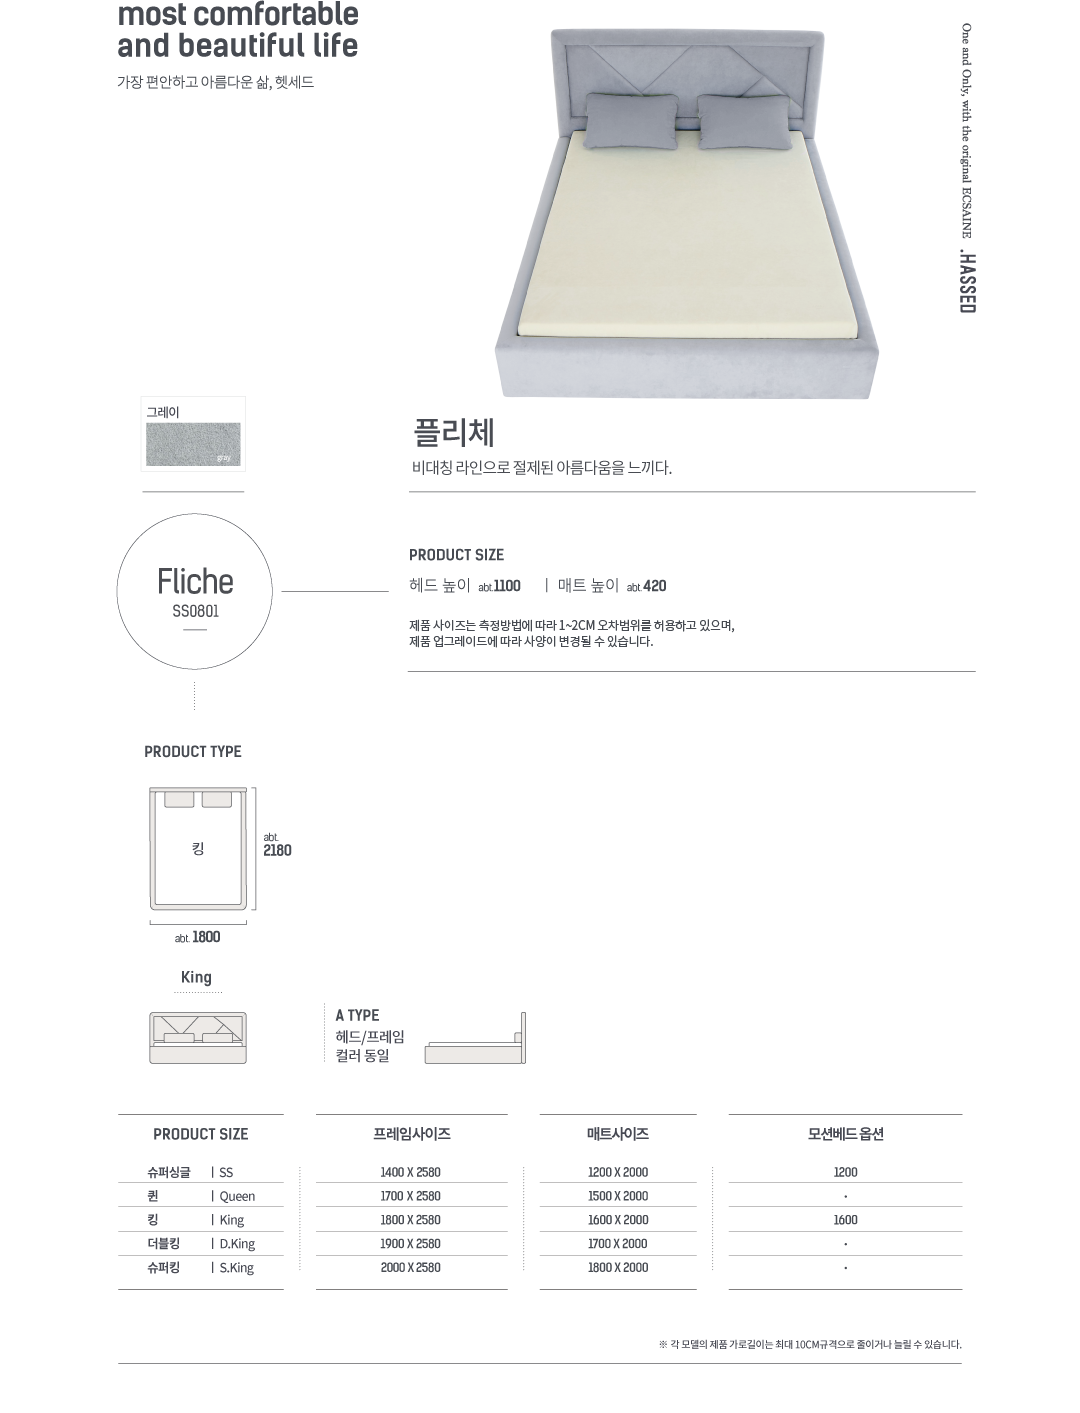 most comfortable
and beautiful life
가장 편안하고 아름다운 삶, 헷세드
One and Only, with the original ECSAINE .HASSED
그레이
gray
플리체
비대칭 라인으로 절제된 아름다움을 느끼다.
Fliche
SS0801
PRODUCT SIZE
헤드 높이 abt.1100 | 매트 높이 abt.420
제품 사이즈는 측정방법에 따라 1~2CM 오차범위를 허용하고 있으며,
제품 업그레이드에 따라 사양이 변경될 수 있습니다.
PRODUCT TYPE
킹
abt.
2180
abt. 1800
King
A TYPE
헤드/프레임
컬러 동일
PRODUCT SIZE 프레임사이즈 매트사이즈 모션베드 옵션
슈퍼싱글 | SS 1400 X 2580 1200 X 2000 1200
퀸 | Queen 1700 X 2580 1500 X 2000 -
킹 | King 1800 X 2580 1600 X 2000 1600
더블킹 | D.King 1900 X 2580 1700 X 2000 -
슈퍼킹 | S.King 2000 X 2580 1800 X 2000 -
※ 각 모델의 제품 가로길이는 최대 10CM규격으로 줄이거나 늘릴 수 있습니다.